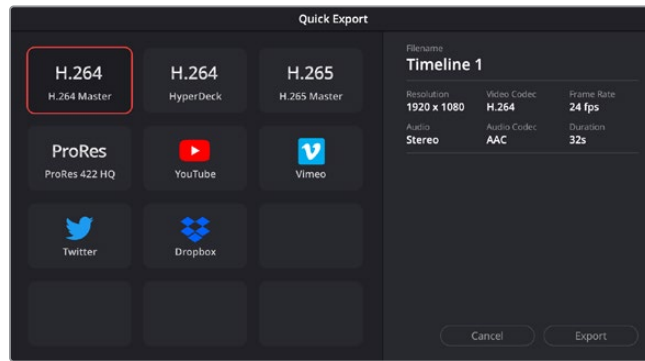 Quick Export
H.264
H.264 Master
H.264
HyperDeck
H.265
H.265 Master
ProRes
ProRes 422 HQ
YouTube
Vimeo
Twitter
Dropbox
Filename
Timeline 1
Resolution Video Codec Frame Rate
1920 x 1080 H.264 24 fps
Audio Audio Codec Duration
Stereo AAC 32s
Cancel Export